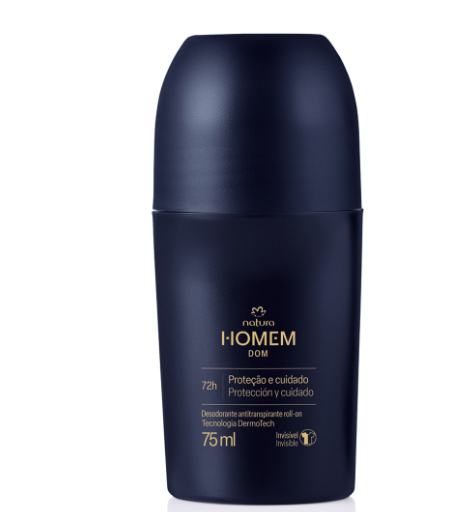 natura
HOMEM
DOM
72h
Proteção e cuidado
Protección y cuidado
Desodorante antitranspirante roll-on
Tecnologia DermoTech
75 ml
Invisível
Invisible